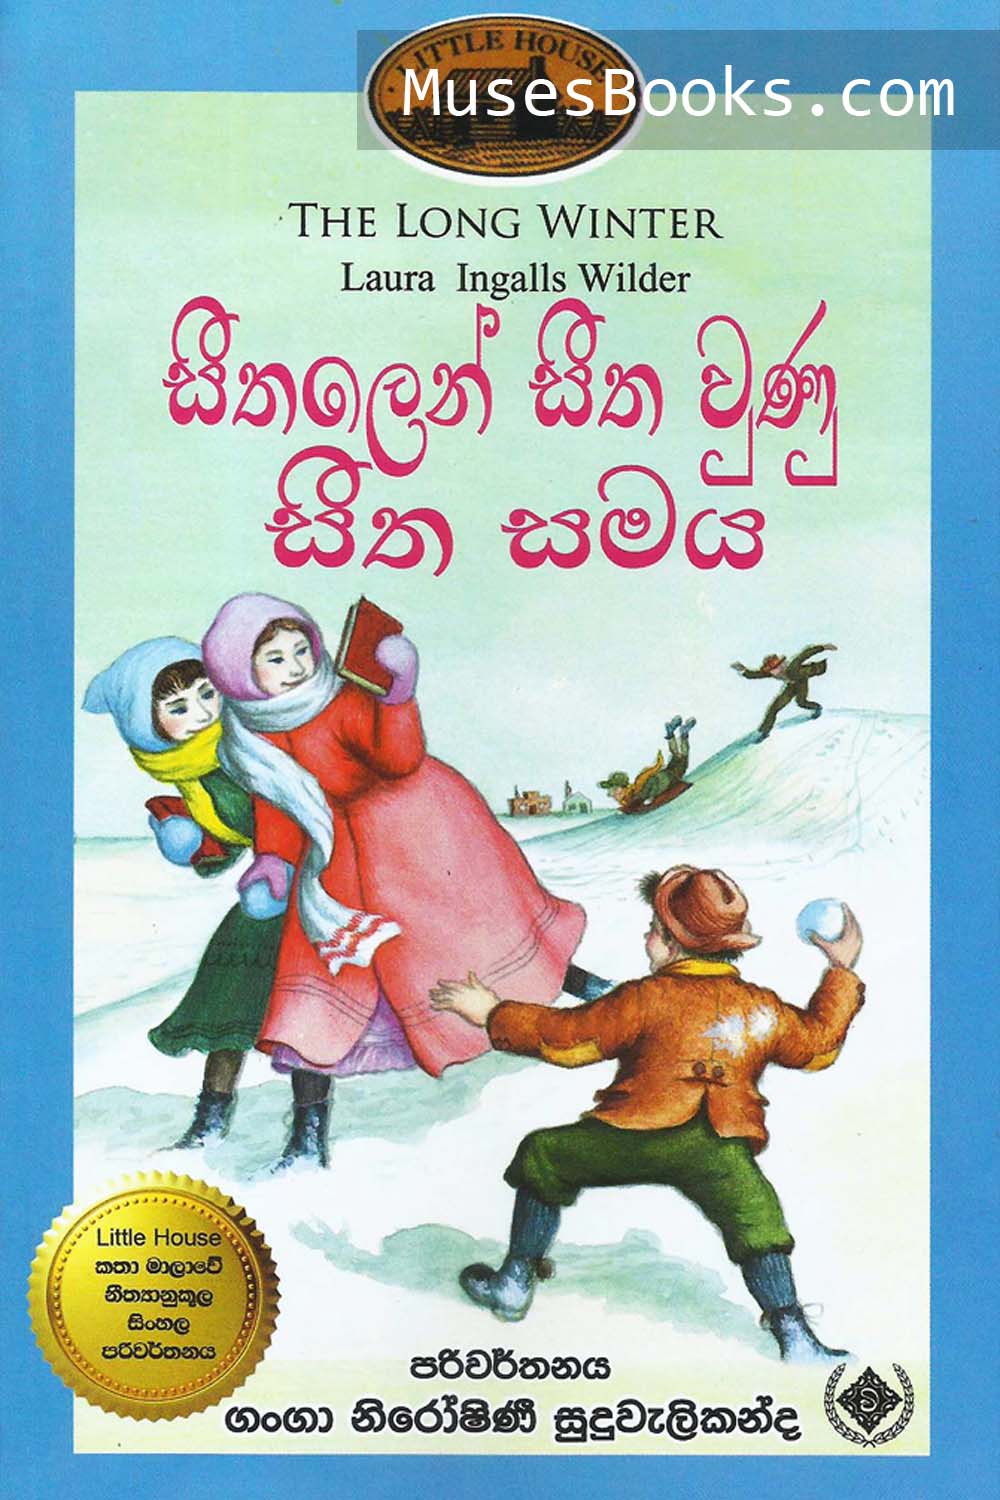 LITTLE HOUSE
MusesBooks.com
THE LONG WINTER
Laura Ingalls Wilder
සීතලෙන් සීත වුණු
සීත සමය
Little House
කතා මාලාවේ
නීත්‍යානුකූල
සිංහල
පරිවර්තනය
පරිවර්තනය
ගංගා නිරෝෂිණී සුදුවැලිකන්ද